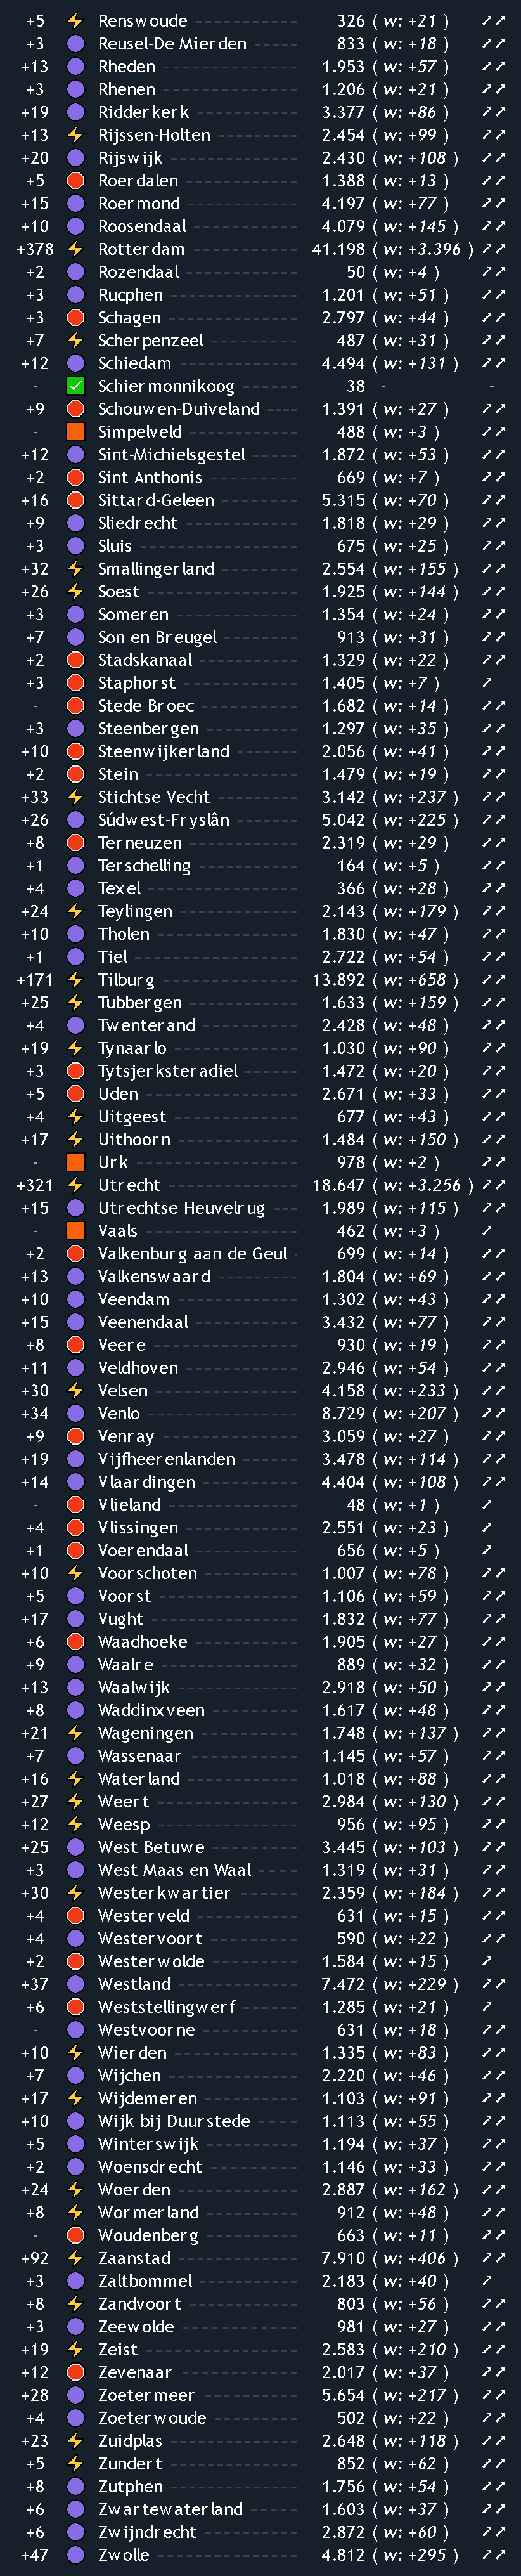 +5 Renswoude 326 ( w: +21 )
+3 Reusel-De Mierden 833 ( w: +18 )
+13 Rheden 1.953 ( w: +57 )
+3 Rhenen 1.206 ( w: +21 )
+19 Ridderkerk 3.377 ( w: +86 )
+13 Rijssen-Holten 2.454 ( w: +99 )
+20 Rijswijk 2.430 ( w: +108 )
+5 Roerdalen 1.388 ( w: +13 )
+15 Roermond 4.197 ( w: +77 )
+10 Roosendaal 4.079 ( w: +145 )
+378 Rotterdam 41.198 ( w: +3.396 )
+2 Rozendaal 50 ( w: +4 )
+3 Rucphen 1.201 ( w: +51 )
+3 Schagen 2.797 ( w: +44 )
+7 Scherpenzeel 487 ( w: +31 )
+12 Schiedam 4.494 ( w: +131 )
- Schiermonnikoog 38 - -
+9 Schouwen-Duiveland 1.391 ( w: +27 )
- Simpelveld 488 ( w: +3 )
+12 Sint-Michielsgestel 1.872 ( w: +53 )
+2 Sint Anthonis 669 ( w: +7 )
+16 Sittard-Geleen 5.315 ( w: +70 )
+9 Sliedrecht 1.818 ( w: +29 )
+3 Sluis 675 ( w: +25 )
+32 Smallingerland 2.554 ( w: +155 )
+26 Soest 1.925 ( w: +144 )
+3 Someren 1.354 ( w: +24 )
+7 Son en Breugel 913 ( w: +31 )
+2 Stadskanaal 1.329 ( w: +22 )
+3 Staphorst 1.405 ( w: +7 )
- Stede Broec 1.682 ( w: +14 )
+3 Steenbergen 1.297 ( w: +35 )
+10 Steenwijkerland 2.056 ( w: +41 )
+2 Stein 1.479 ( w: +19 )
+33 Stichtse Vecht 3.142 ( w: +237 )
+26 Súdwest-Fryslân 5.042 ( w: +225 )
+8 Terneuzen 2.319 ( w: +29 )
+1 Terschelling 164 ( w: +5 )
+4 Texel 366 ( w: +28 )
+24 Teylingen 2.143 ( w: +179 )
+10 Tholen 1.830 ( w: +47 )
+1 Tiel 2.722 ( w: +54 )
+171 Tilburg 13.892 ( w: +658 )
+25 Tubbergen 1.633 ( w: +159 )
+4 Twenterand 2.428 ( w: +48 )
+19 Tynaarlo 1.030 ( w: +90 )
+3 Tytsjerksteradiel 1.472 ( w: +20 )
+5 Uden 2.671 ( w: +33 )
+4 Uitgeest 677 ( w: +43 )
+17 Uithoorn 1.484 ( w: +150 )
- Urk 978 ( w: +2 )
+321 Utrecht 18.647 ( w: +3.256 )
+15 Utrechtse Heuvelrug 1.989 ( w: +115 )
- Vaals 462 ( w: +3 )
+2 Valkenburg aan de Geul 699 ( w: +14 )
+13 Valkenswaard 1.804 ( w: +69 )
+10 Veendam 1.302 ( w: +43 )
+15 Veenendaal 3.432 ( w: +77 )
+8 Veere 930 ( w: +19 )
+11 Veldhoven 2.946 ( w: +54 )
+30 Velsen 4.158 ( w: +233 )
+34 Venlo 8.729 ( w: +207 )
+9 Venray 3.059 ( w: +27 )
+19 Vijfheerenlanden 3.478 ( w: +114 )
+14 Vlaardingen 4.404 ( w: +108 )
- Vlieland 48 ( w: +1 )
+4 Vlissingen 2.551 ( w: +23 )
+1 Voerendaal 656 ( w: +5 )
+10 Voorschoten 1.007 ( w: +78 )
+5 Voorst 1.106 ( w: +59 )
+17 Vught 1.832 ( w: +77 )
+6 Waadhoeke 1.905 ( w: +27 )
+9 Waalre 889 ( w: +32 )
+13 Waalwijk 2.918 ( w: +50 )
+8 Waddinxveen 1.617 ( w: +48 )
+21 Wageningen 1.748 ( w: +137 )
+7 Wassenaar 1.145 ( w: +57 )
+16 Waterland 1.018 ( w: +88 )
+27 Weert 2.984 ( w: +130 )
+12 Weesp 956 ( w: +95 )
+25 West Betuwe 3.445 ( w: +103 )
+3 West Maas en Waal 1.319 ( w: +31 )
+30 Westerkwartier 2.359 ( w: +184 )
+4 Westerveld 631 ( w: +15 )
+4 Westervoort 590 ( w: +22 )
+2 Westerwolde 1.584 ( w: +15 )
+37 Westland 7.472 ( w: +229 )
+6 Weststellingwerf 1.285 ( w: +21 )
- Westvoorne 631 ( w: +18 )
+10 Wierden 1.335 ( w: +83 )
+7 Wijchen 2.220 ( w: +46 )
+17 Wijdemeren 1.103 ( w: +91 )
+10 Wijk bij Duurstede 1.113 ( w: +55 )
+5 Winterswijk 1.194 ( w: +37 )
+2 Woensdrecht 1.146 ( w: +33 )
+24 Woerden 2.887 ( w: +162 )
+8 Wormerland 912 ( w: +48 )
- Woudenberg 663 ( w: +11 )
+92 Zaanstad 7.910 ( w: +406 )
+3 Zaltbommel 2.183 ( w: +40 )
+8 Zandvoort 803 ( w: +56 )
+3 Zeewolde 981 ( w: +27 )
+19 Zeist 2.583 ( w: +210 )
+12 Zevenaar 2.017 ( w: +37 )
+28 Zoetermeer 5.654 ( w: +217 )
+4 Zoeterwoude 502 ( w: +22 )
+23 Zuidplas 2.648 ( w: +118 )
+5 Zundert 852 ( w: +62 )
+8 Zutphen 1.756 ( w: +54 )
+6 Zwartewaterland 1.603 ( w: +37 )
+6 Zwijndrecht 2.872 ( w: +60 )
+47 Zwolle 4.812 ( w: +295 )